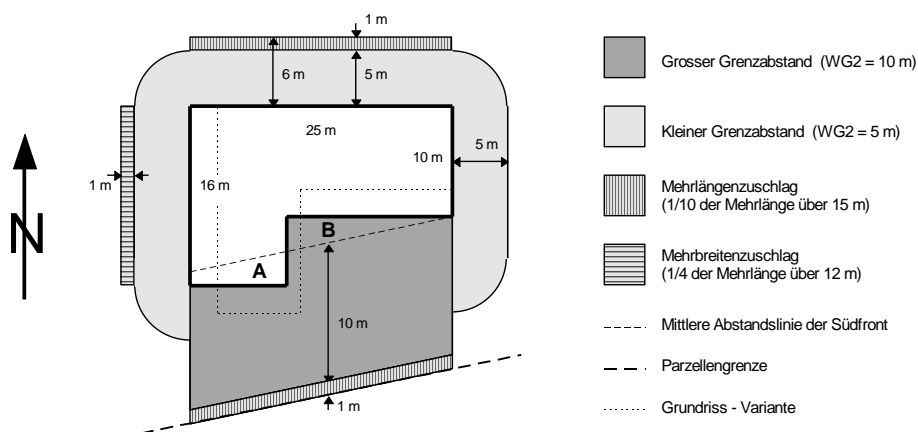 1 m
6 m
5 m
25 m
10 m
5 m
16 m
1 m
N
B
A
10 m
1 m
Grosser Grenzabstand (WG2 = 10 m)
Kleiner Grenzabstand (WG2 = 5 m)
Mehrlängenzuschlag
(1/10 der Mehrlänge über 15 m)
Mehrbreitenzuschlag
(1/4 der Mehrlänge über 12 m)
Mittlere Abstandslinie der Südfront
Parzellengrenze
Grundriss - Variante